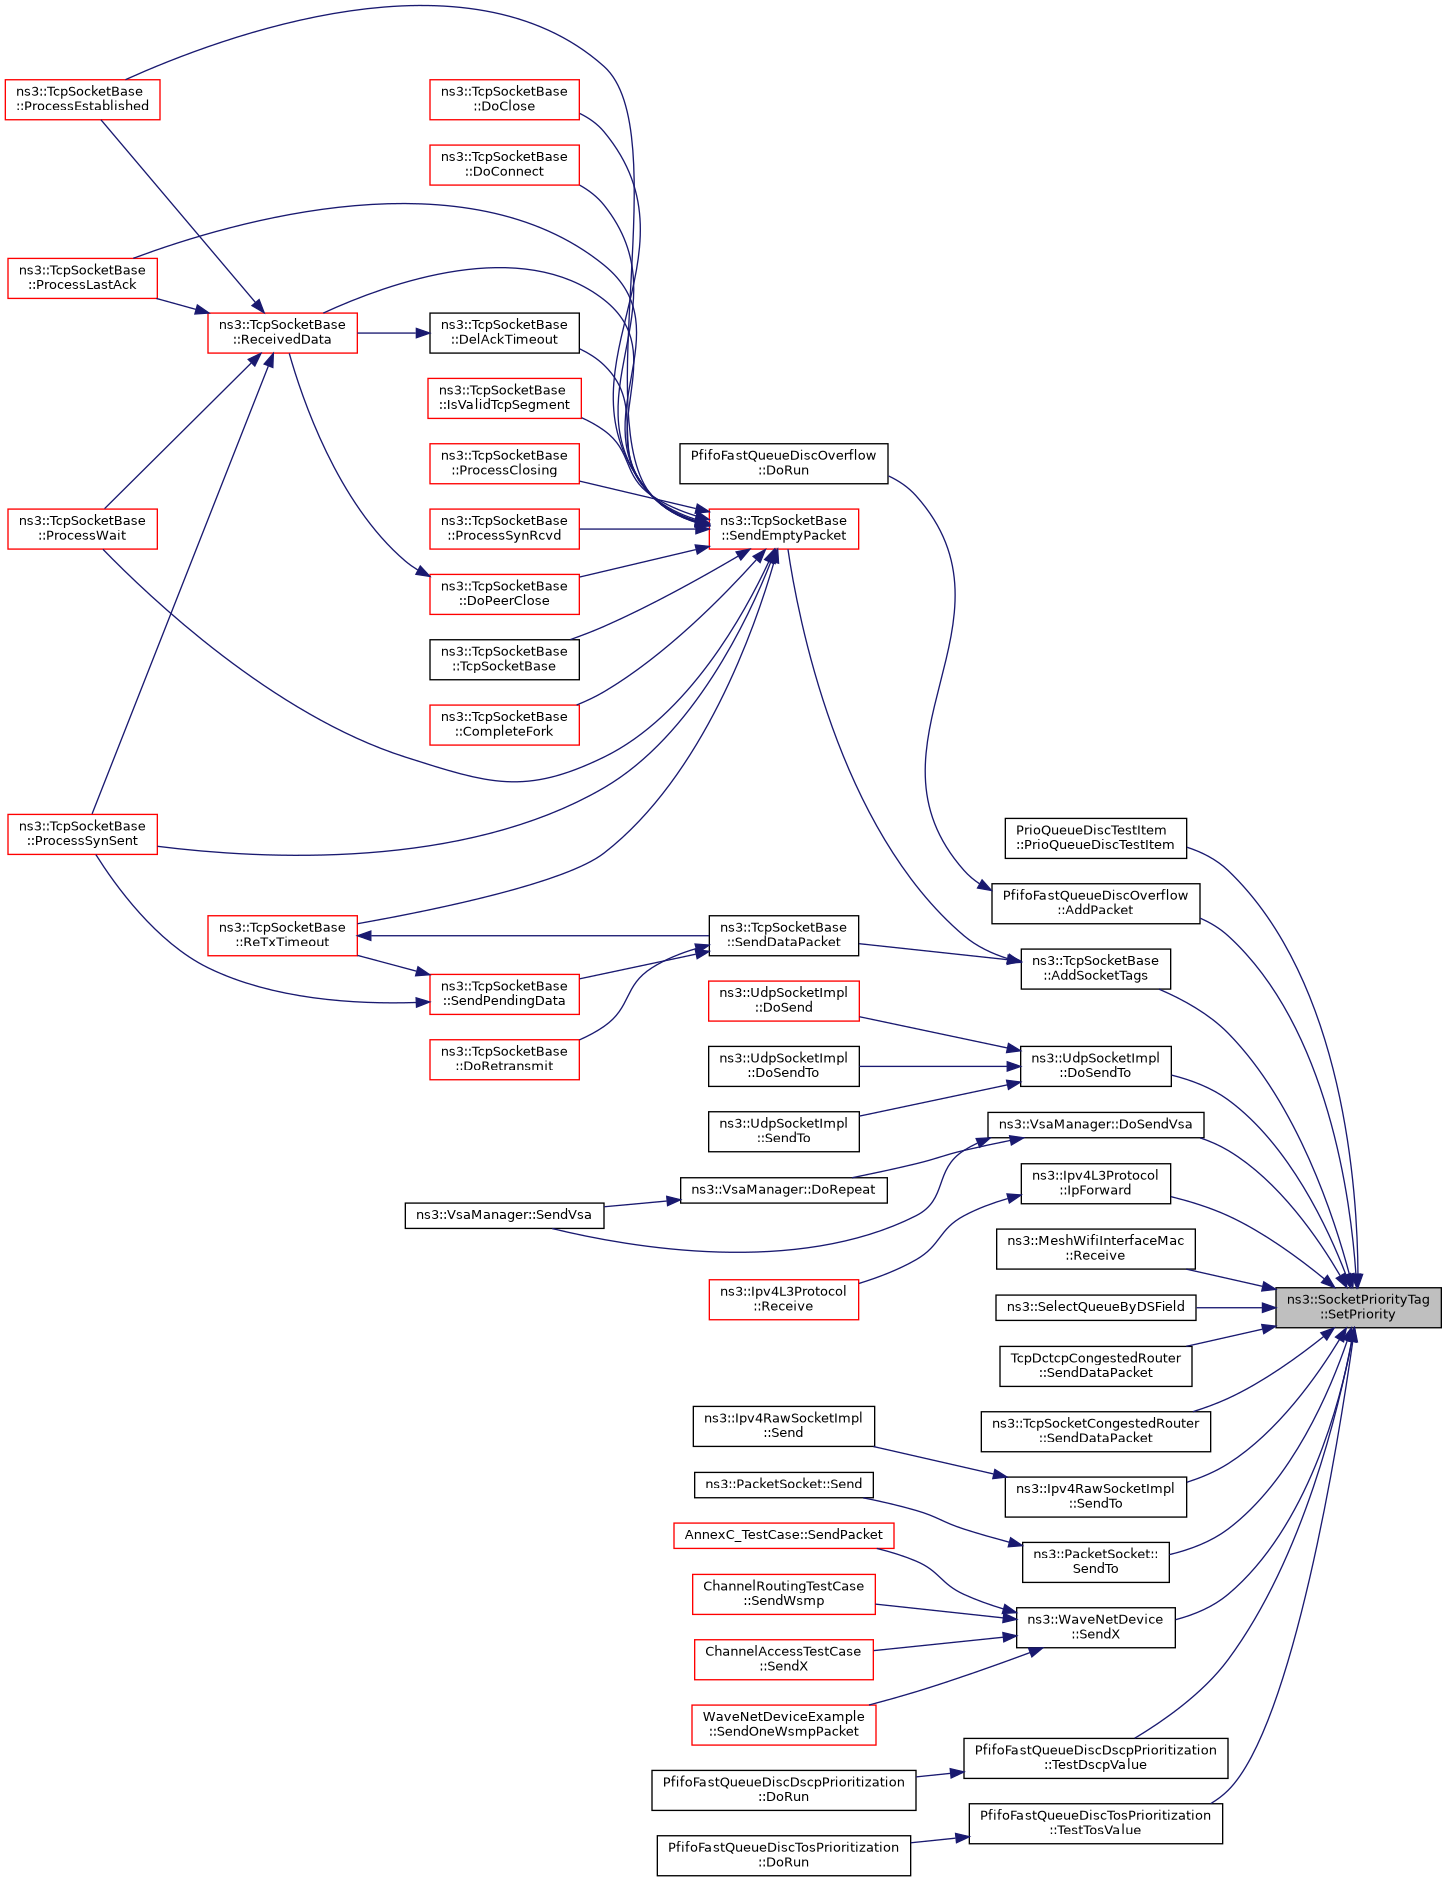 ns3::TcpSocketBase
::ProcessEstablished
ns3::TcpSocketBase
::DoClose
ns3::TcpSocketBase
::DoConnect
ns3::TcpSocketBase
::ProcessLastAck
ns3::TcpSocketBase
::ReceivedData
ns3::TcpSocketBase
::DelAckTimeout
ns3::TcpSocketBase
::IsValidTcpSegment
ns3::TcpSocketBase
::ProcessClosing
PfifoFastQueueDiscOverflow
::DoRun
ns3::TcpSocketBase
::ProcessWait
ns3::TcpSocketBase
::ProcessSynRcvd
ns3::TcpSocketBase
::SendEmptyPacket
ns3::TcpSocketBase
::DoPeerClose
ns3::TcpSocketBase
::TcpSocketBase
ns3::TcpSocketBase
::CompleteFork
ns3::TcpSocketBase
::ProcessSynSent
PrioQueueDiscTestItem
::PrioQueueDiscTestItem
PfifoFastQueueDiscOverflow
::AddPacket
ns3::TcpSocketBase
::ReTxTimeout
ns3::TcpSocketBase
::SendDataPacket
ns3::TcpSocketBase
::AddSocketTags
ns3::TcpSocketBase
::SendPendingData
ns3::UdpSocketImpl
::DoSend
ns3::TcpSocketBase
::DoRetransmit
ns3::UdpSocketImpl
::DoSendTo
ns3::UdpSocketImpl
::DoSendTo
ns3::UdpSocketImpl
::SendTo
ns3::VsaManager::DoSendVsa
ns3::VsaManager::DoRepeat
ns3::Ipv4L3Protocol
::IpForward
ns3::VsaManager::SendVsa
ns3::MeshWifiInterfaceMac
::Receive
ns3::Ipv4L3Protocol
::Receive
ns3::SelectQueueByDSField
ns3::SocketPriorityTag
::SetPriority
TcpDctcpCongestedRouter
::SendDataPacket
ns3::Ipv4RawSocketImpl
::Send
ns3::TcpSocketCongestedRouter
::SendDataPacket
ns3::PacketSocket::Send
ns3::Ipv4RawSocketImpl
::SendTo
AnnexC_TestCase::SendPacket
ns3::PacketSocket::
SendTo
ChannelRoutingTestCase
::SendWsmp
ns3::WaveNetDevice
::SendX
ChannelAccessTestCase
::SendX
WaveNetDeviceExample
::SendOneWsmpPacket
PfifoFastQueueDiscDscpPrioritization
::TestDscpValue
PfifoFastQueueDiscDscpPrioritization
::DoRun
PfifoFastQueueDiscTosPrioritization
::TestTosValue
PfifoFastQueueDiscTosPrioritization
::DoRun